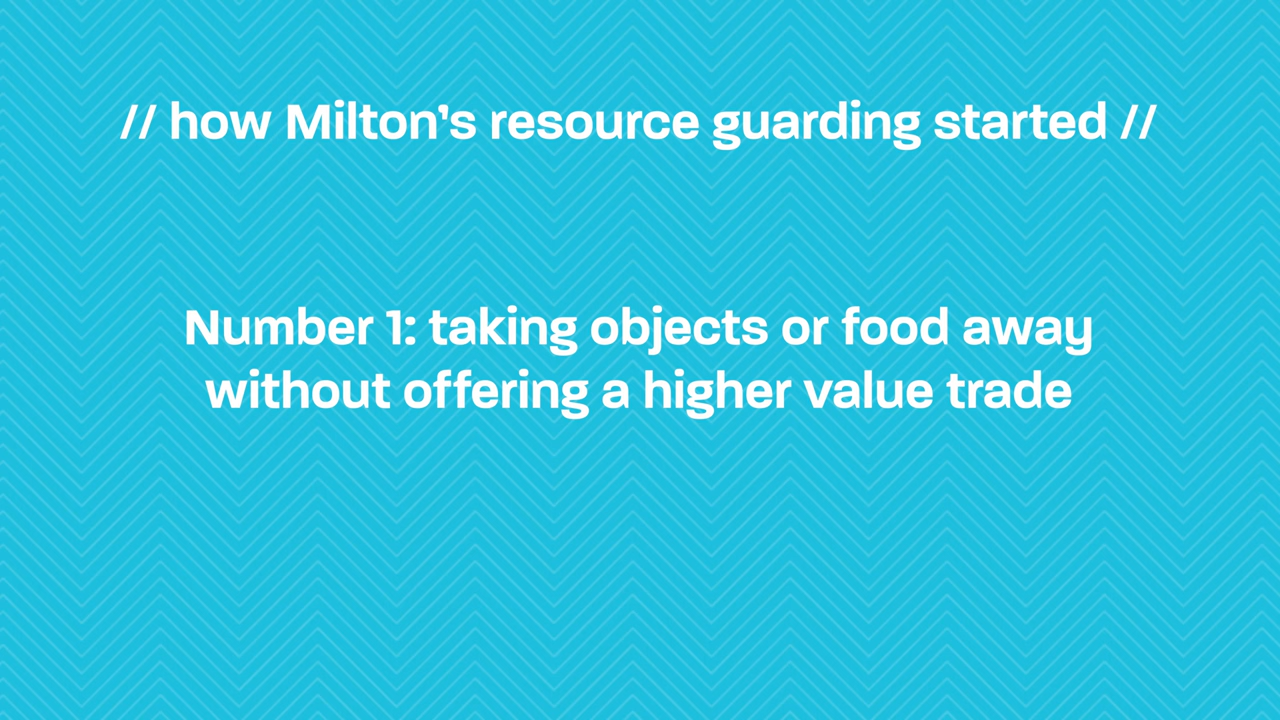 // how Milton's resource guarding started //
Number 1: taking objects or food away
without offering a higher value trade